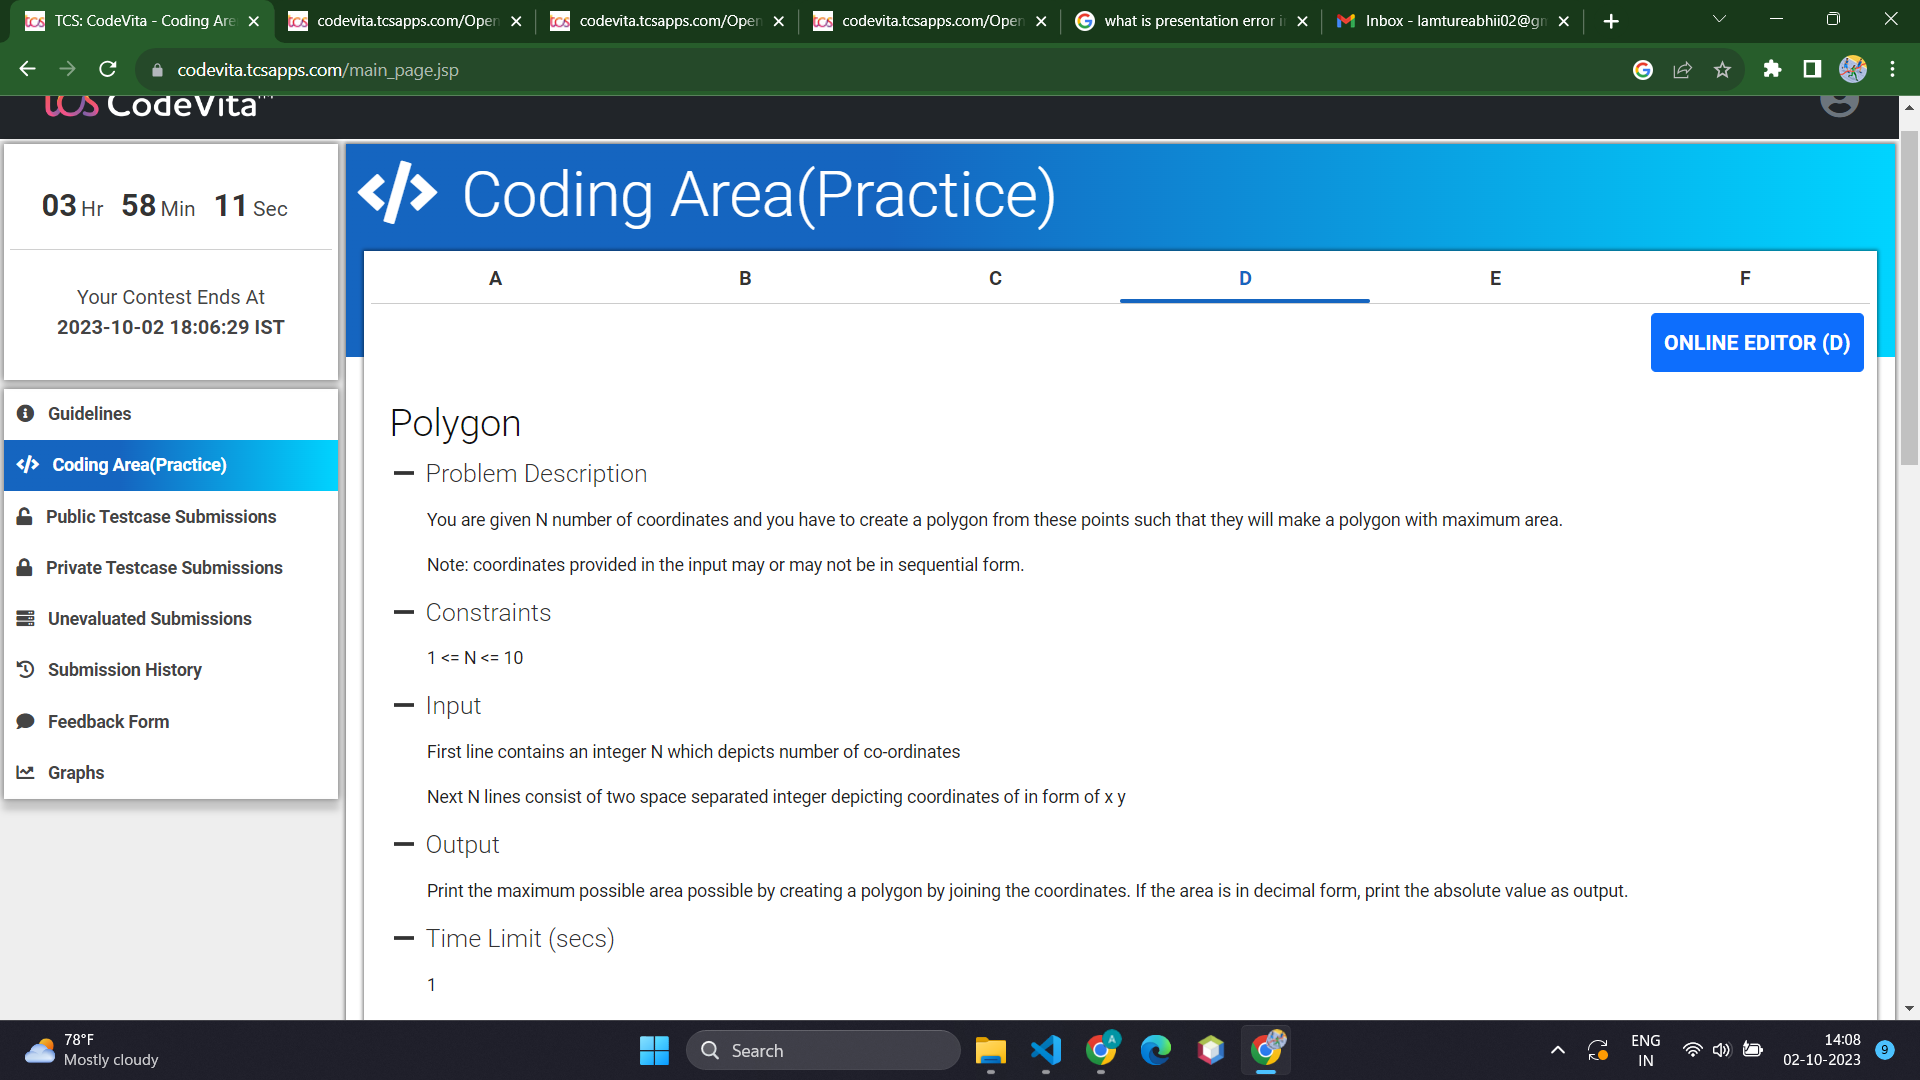 TCS: CodeVita - Coding Are
codevita.tcsapps.com/Open
codevita.tcsapps.com/Open
codevita.tcsapps.com/Open
what is presentation error i
Inbox - lamtureabhii02@gm
codevita.tcsapps.com/main_page.jsp
tcs CodeVita™
03 Hr 58 Min 11 Sec
Your Contest Ends At
2023-10-02 18:06:29 IST
Guidelines
</> Coding Area(Practice)
Public Testcase Submissions
Private Testcase Submissions
Unevaluated Submissions
Submission History
Feedback Form
Graphs
</> Coding Area(Practice)
A B C D E F
ONLINE EDITOR (D)
Polygon
Problem Description
You are given N number of coordinates and you have to create a polygon from these points such that they will make a polygon with maximum area.
Note: coordinates provided in the input may or may not be in sequential form.
Constraints
1 <= N <= 10
Input
First line contains an integer N which depicts number of co-ordinates
Next N lines consist of two space separated integer depicting coordinates of in form of x y
Output
Print the maximum possible area possible by creating a polygon by joining the coordinates. If the area is in decimal form, print the absolute value as output.
Time Limit (secs)
1
78°F
Mostly cloudy
Search
A
ENG
IN
14:08
02-10-2023
9